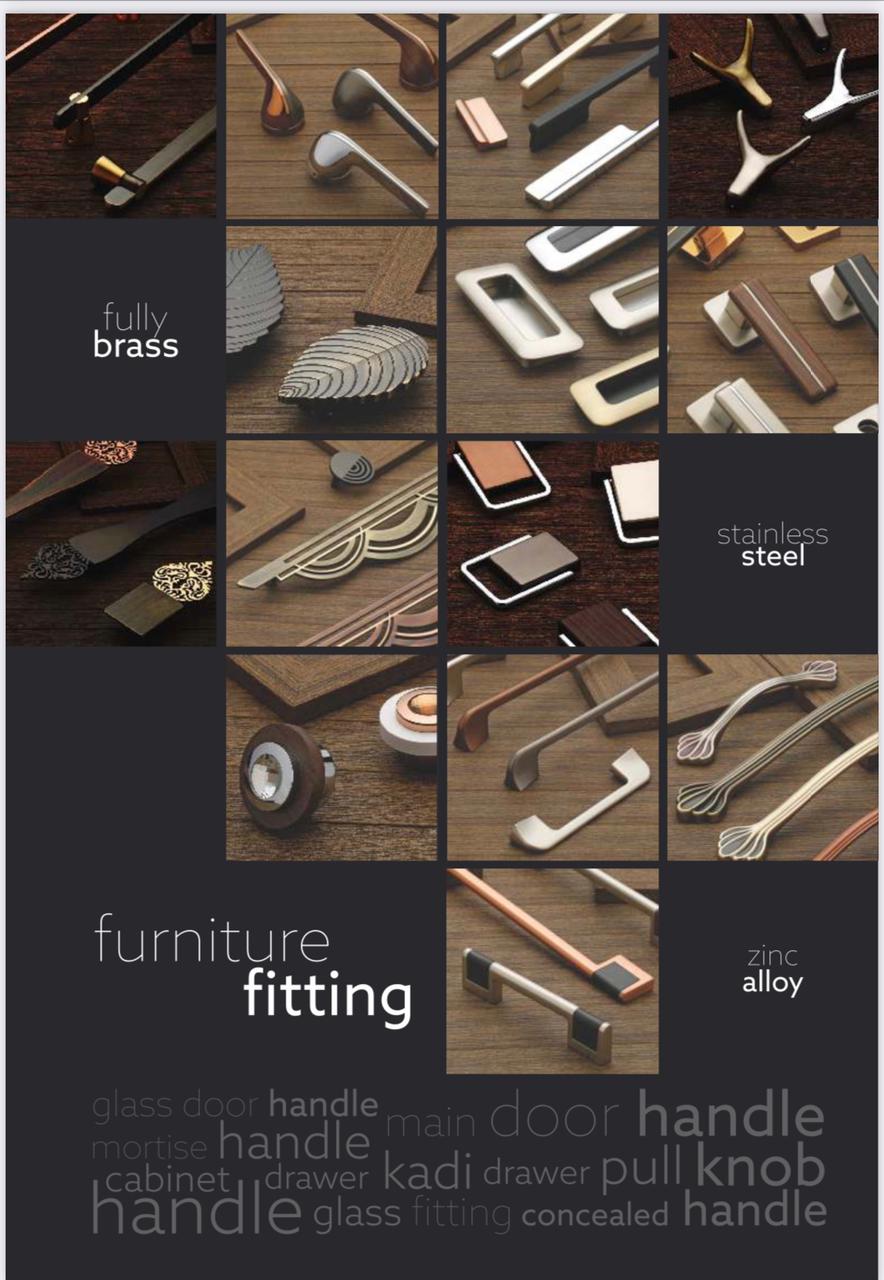 fully
brass
stainless
steel
furniture
fitting
zinc
alloy
glass door handle main door handle
mortise handle
cabinet drawer kadi drawer pull knob
handle glass fitting concealed handle